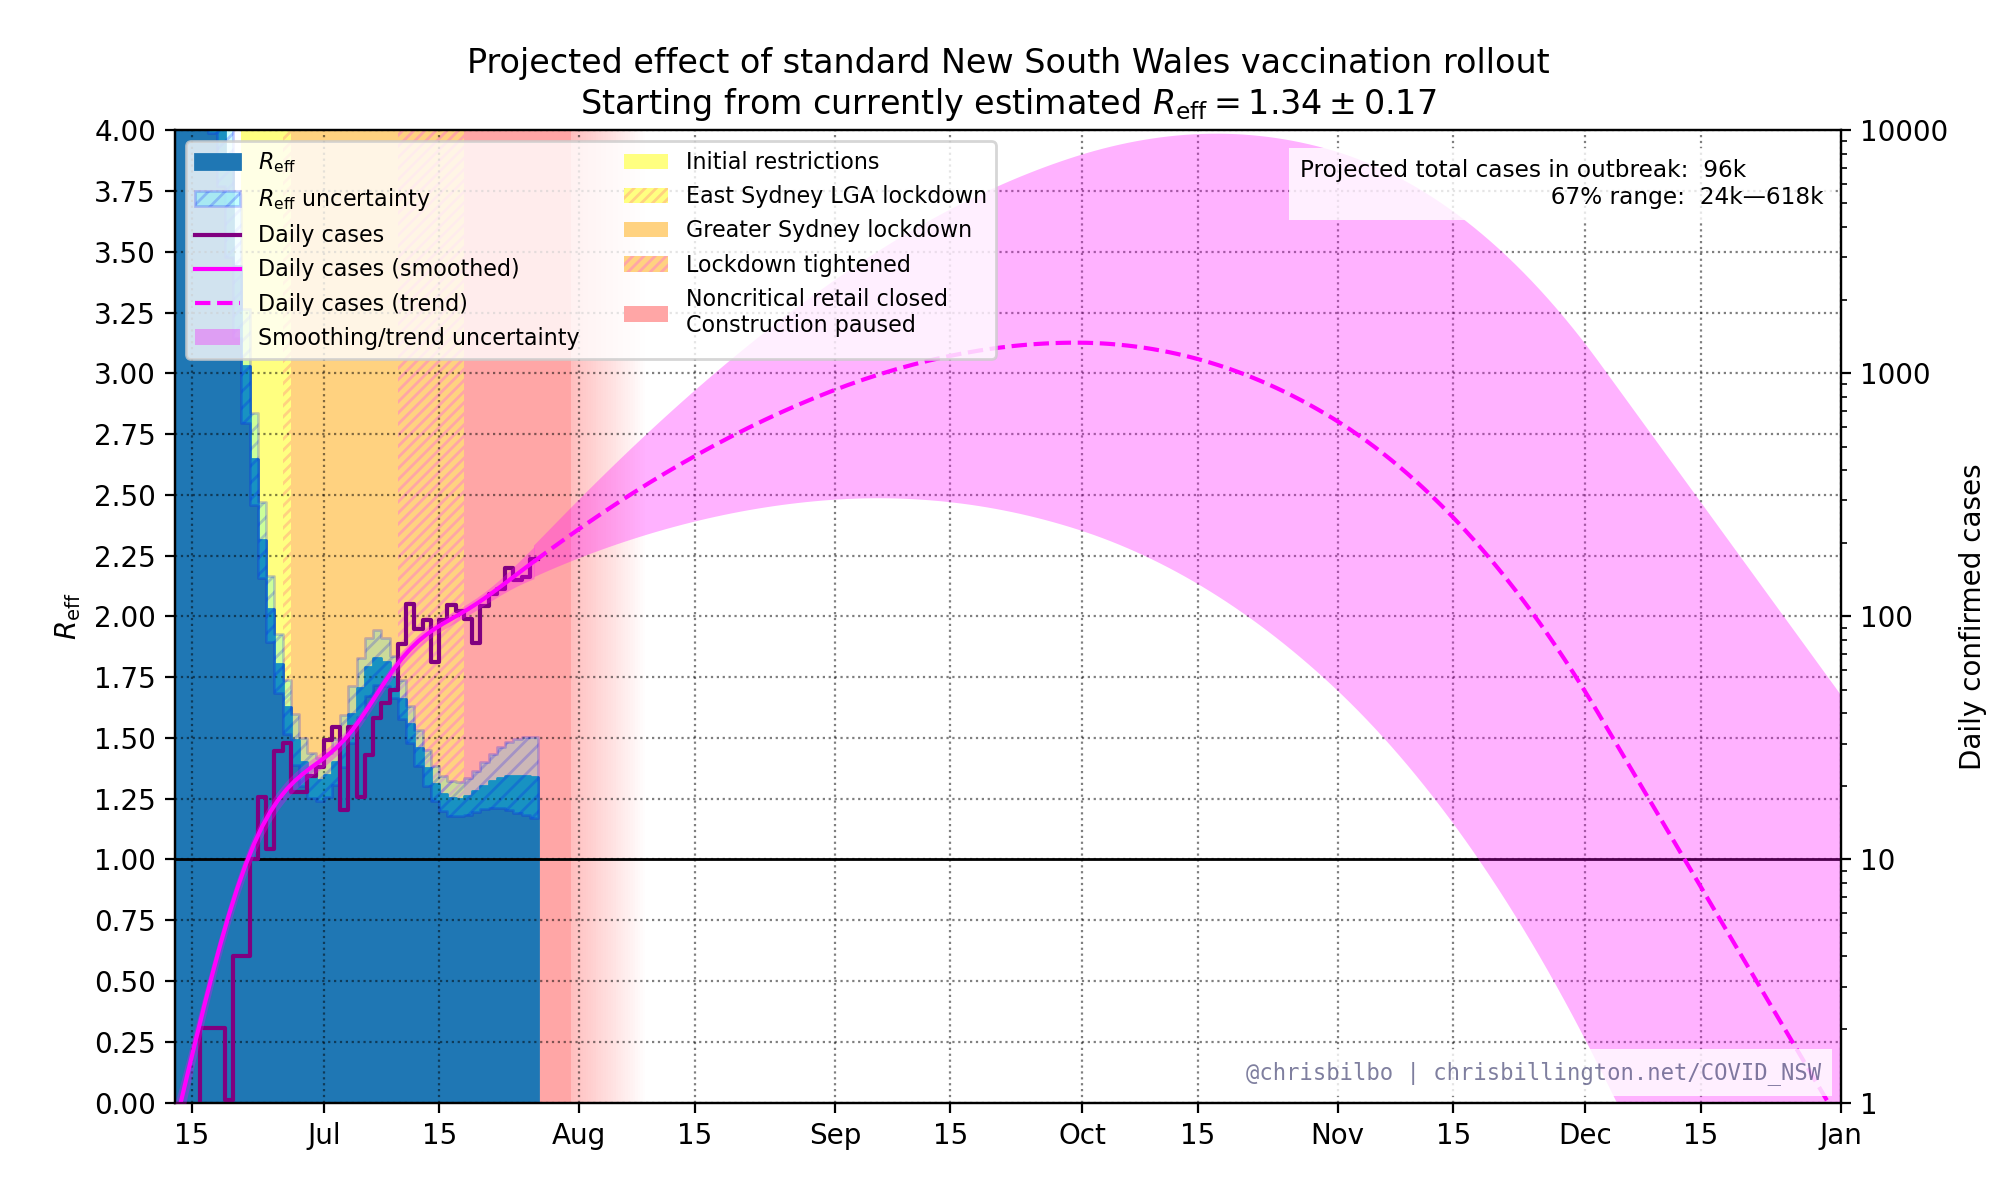 Projected effect of standard New South Wales vaccination rollout
Starting from currently estimated Reff = 1.34 ± 0.17
4.00
3.75
3.50
3.25
3.00
2.75
2.50
2.25
2.00
1.75
1.50
1.25
1.00
0.75
0.50
0.25
0.00
Reff
Reff
Reff uncertainty
Daily cases
Daily cases (smoothed)
Daily cases (trend)
Smoothing/trend uncertainty
Initial restrictions
East Sydney LGA lockdown
Greater Sydney lockdown
Lockdown tightened
Noncritical retail closed
Construction paused
Projected total cases in outbreak: 96k
67% range: 24k—618k
10000
1000
100
10
1
Daily confirmed cases
@chrisbilbo | chrisbillington.net/COVID_NSW
15 Jul 15 Aug 15 Sep 15 Oct 15 Nov 15 Dec 15 Jan